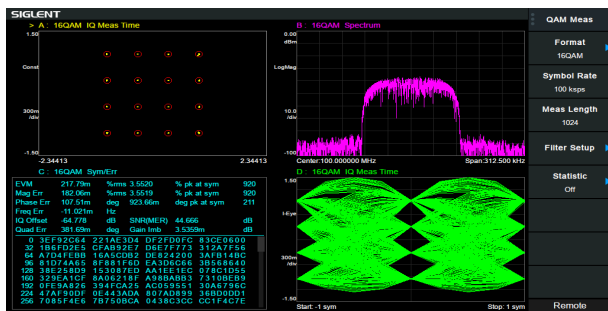 SIGLENT
> A : 16QAM IQ Meas Time
1.50
Const
300m
/div
-1.50
-2.34413 2.34413
B : 16QAM Spectrum
0.00
dBm
LogMag
10.0
/div
-100
Center:100.000000 MHz Span:312.500 kHz
C : 16QAM Sym/Err
EVM 217.79m %rms 3.5520 % pk at sym 920
Mag Err 182.06m %rms 3.5519 % pk at sym 920
Phase Err 107.51m deg 923.66m deg pk at sym 211
Freq Err -11.021m Hz
IQ Offset -64.778 dB SNR(MER) 44.666 dB
Quad Err 381.69m deg Gain Imb 3.5359m dB
0 3EF92C64 221AE3D4 DF2FD0FC 83CE0600
32 1B6FD2E5 CFAB92E7 D6E7F773 312A7F56
64 A7D4FEBB 16A5CDB2 DE824200 3AFB14BC
96 81D74A65 8F881F6D EA3D6C66 3B568640
128 38E258D9 153087ED AA1EE1EC 078C1D55
160 329EA1CF 8A06218F A98BABB3 7310BEB9
192 0FE9A826 394FCA25 AC059551 30A6796C
224 47AF90DF 0E443ADA 807AD899 36BD0DD1
256 7085F4E6 7B750BCA 0438C3CC CC1F4C7E
D : 16QAM IQ Meas Time
1.50
I-Eye
300m
/div
-1.50
Start: -1 sym Stop: 1 sym
QAM Meas
Format
16QAM
Symbol Rate
100 ksps
Meas Length
1024
Filter Setup
Statistic
Off
Remote